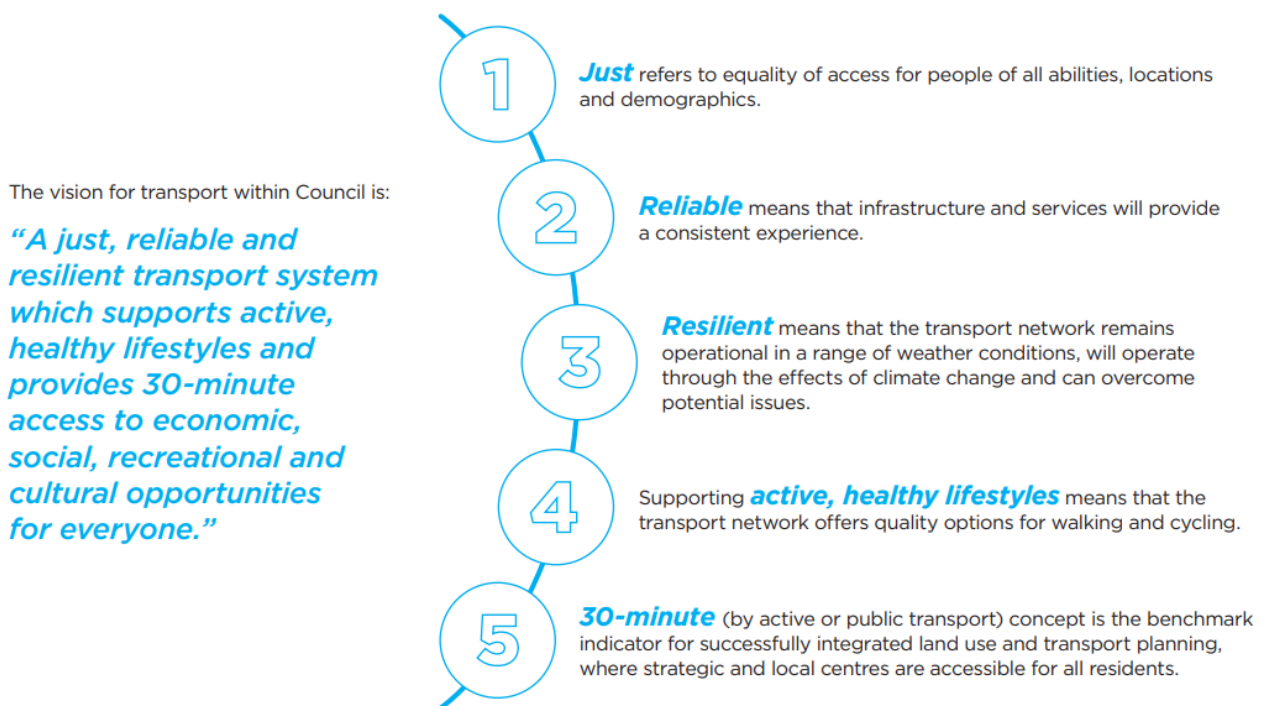 The vision for transport within Council is:
“A just, reliable and
resilient transport system
which supports active,
healthy lifestyles and
provides 30-minute
access to economic,
social, recreational and
cultural opportunities
for everyone.”
1
Just refers to equality of access for people of all abilities, locations
and demographics.
2
Reliable means that infrastructure and services will provide
a consistent experience.
3
Resilient means that the transport network remains
operational in a range of weather conditions, will operate
through the effects of climate change and can overcome
potential issues.
4
Supporting active, healthy lifestyles means that the
transport network offers quality options for walking and cycling.
5
30-minute (by active or public transport) concept is the benchmark
indicator for successfully integrated land use and transport planning,
where strategic and local centres are accessible for all residents.